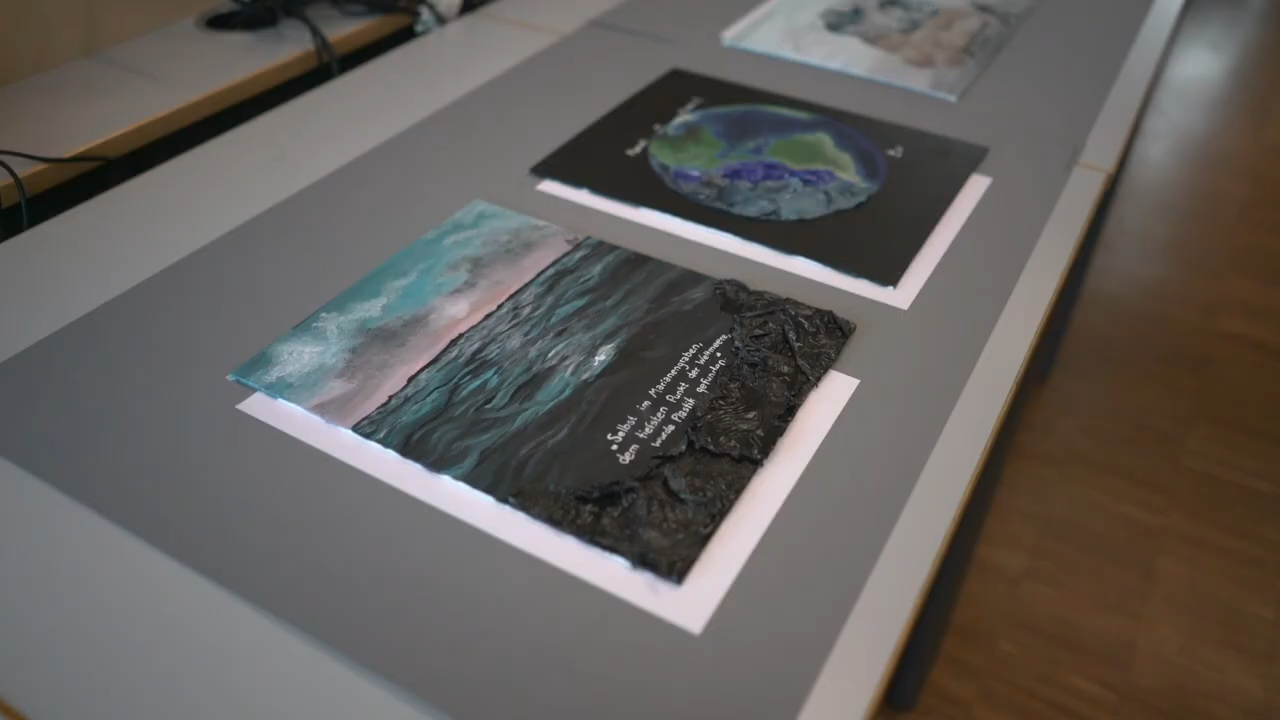 "Selbst im Marianengraben,
dem tiefsten Punkt der Weltmeere,
wurde Plastik gefunden."